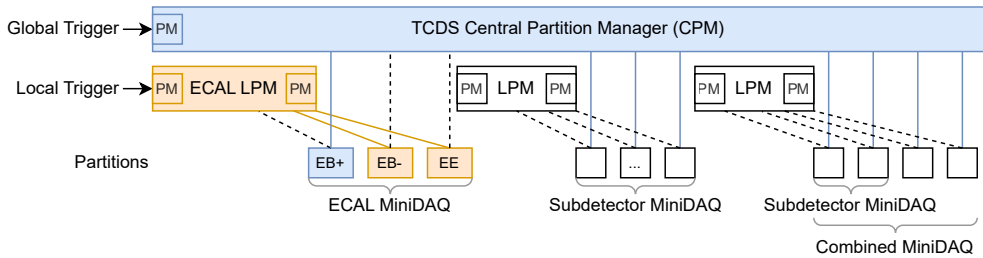 Global Trigger PM TCDS Central Partition Manager (CPM)
Local Trigger PM ECAL LPM PM PM LPM PM PM LPM PM
Partitions EB+ EB- EE ...
ECAL MiniDAQ Subdetector MiniDAQ Subdetector MiniDAQ
Combined MiniDAQ